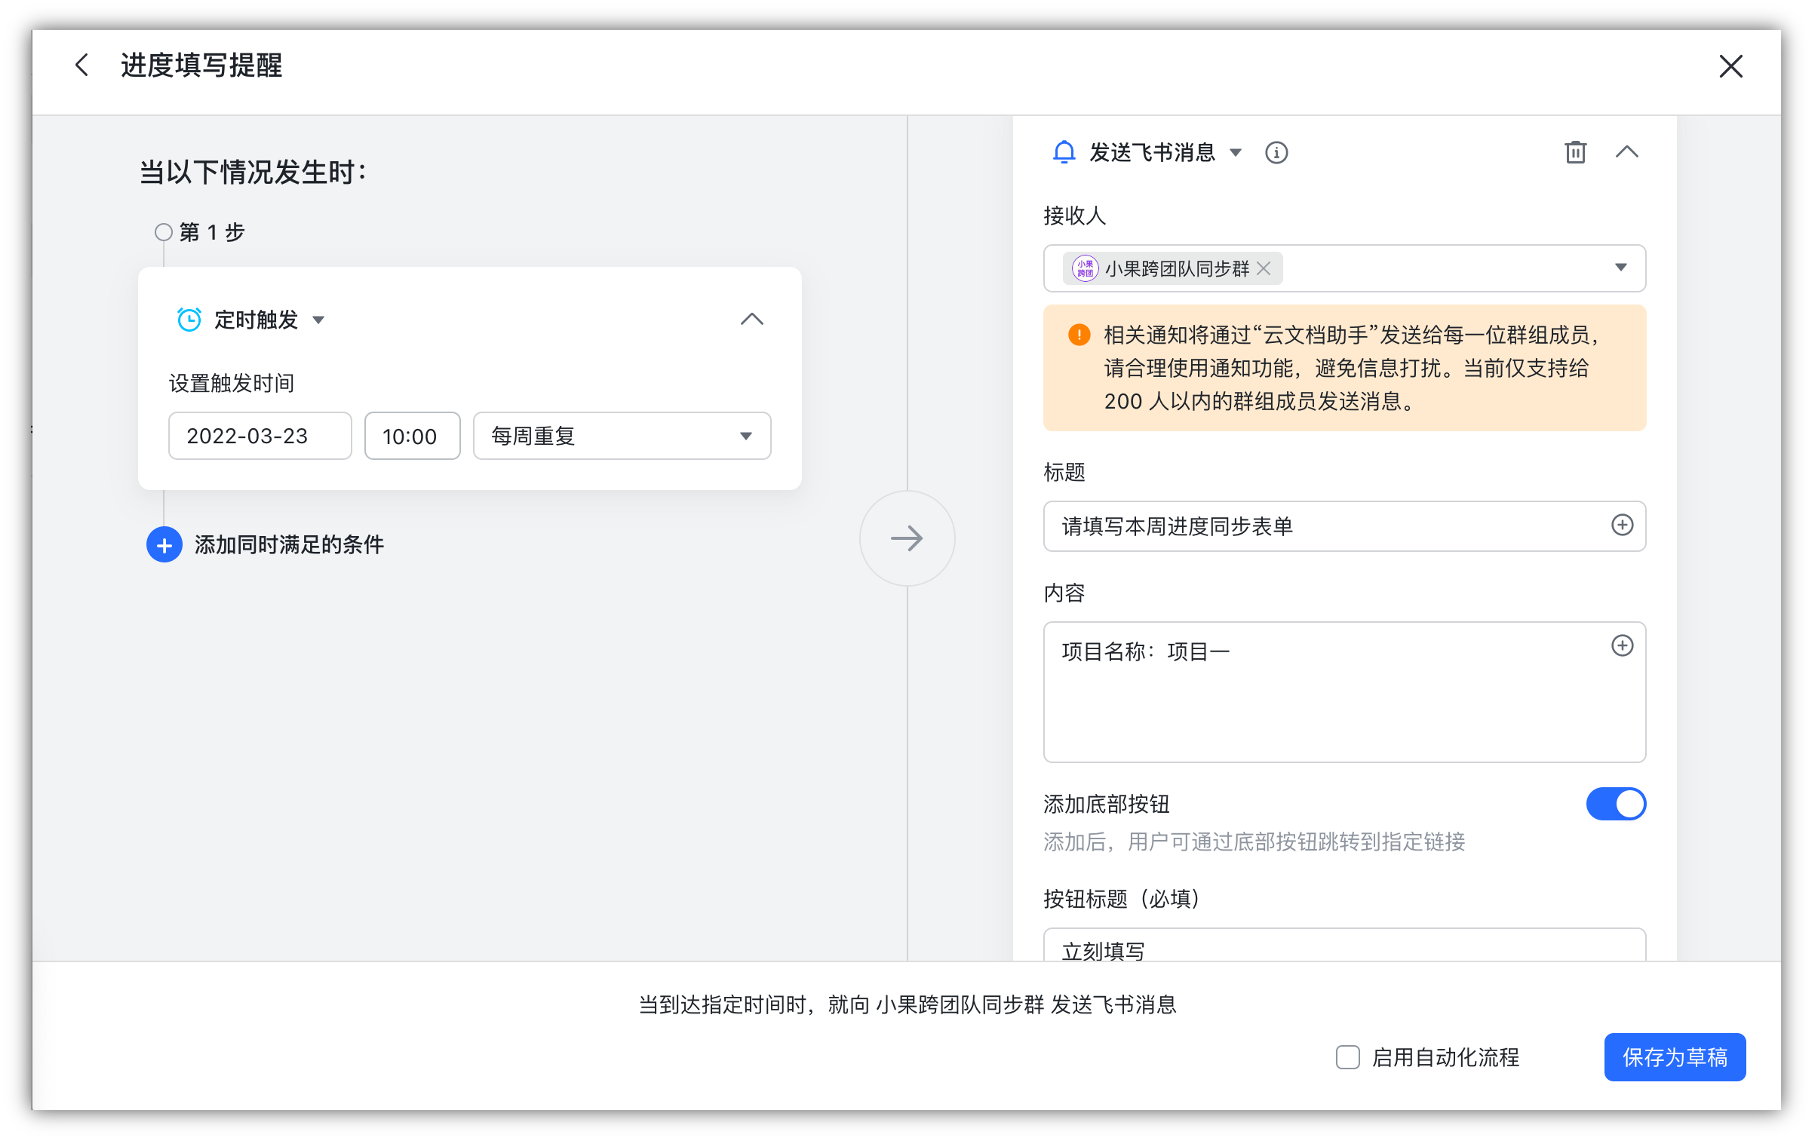 进度填写提醒
当以下情况发生时：
第 1 步
定时触发
设置触发时间
2022-03-23
10:00
每周重复
添加同时满足的条件
发送飞书消息
接收人
小果跨团
小果跨团队同步群
相关通知将通过“云文档助手”发送给每一位群组成员，
请合理使用通知功能，避免信息打扰。当前仅支持给
200 人以内的群组成员发送消息。
标题
请填写本周进度同步表单
内容
项目名称：项目一
添加底部按钮
添加后，用户可通过底部按钮跳转到指定链接
按钮标题（必填）
立刻填写
当到达指定时间时，就向 小果跨团队同步群 发送飞书消息
启用自动化流程
保存为草稿